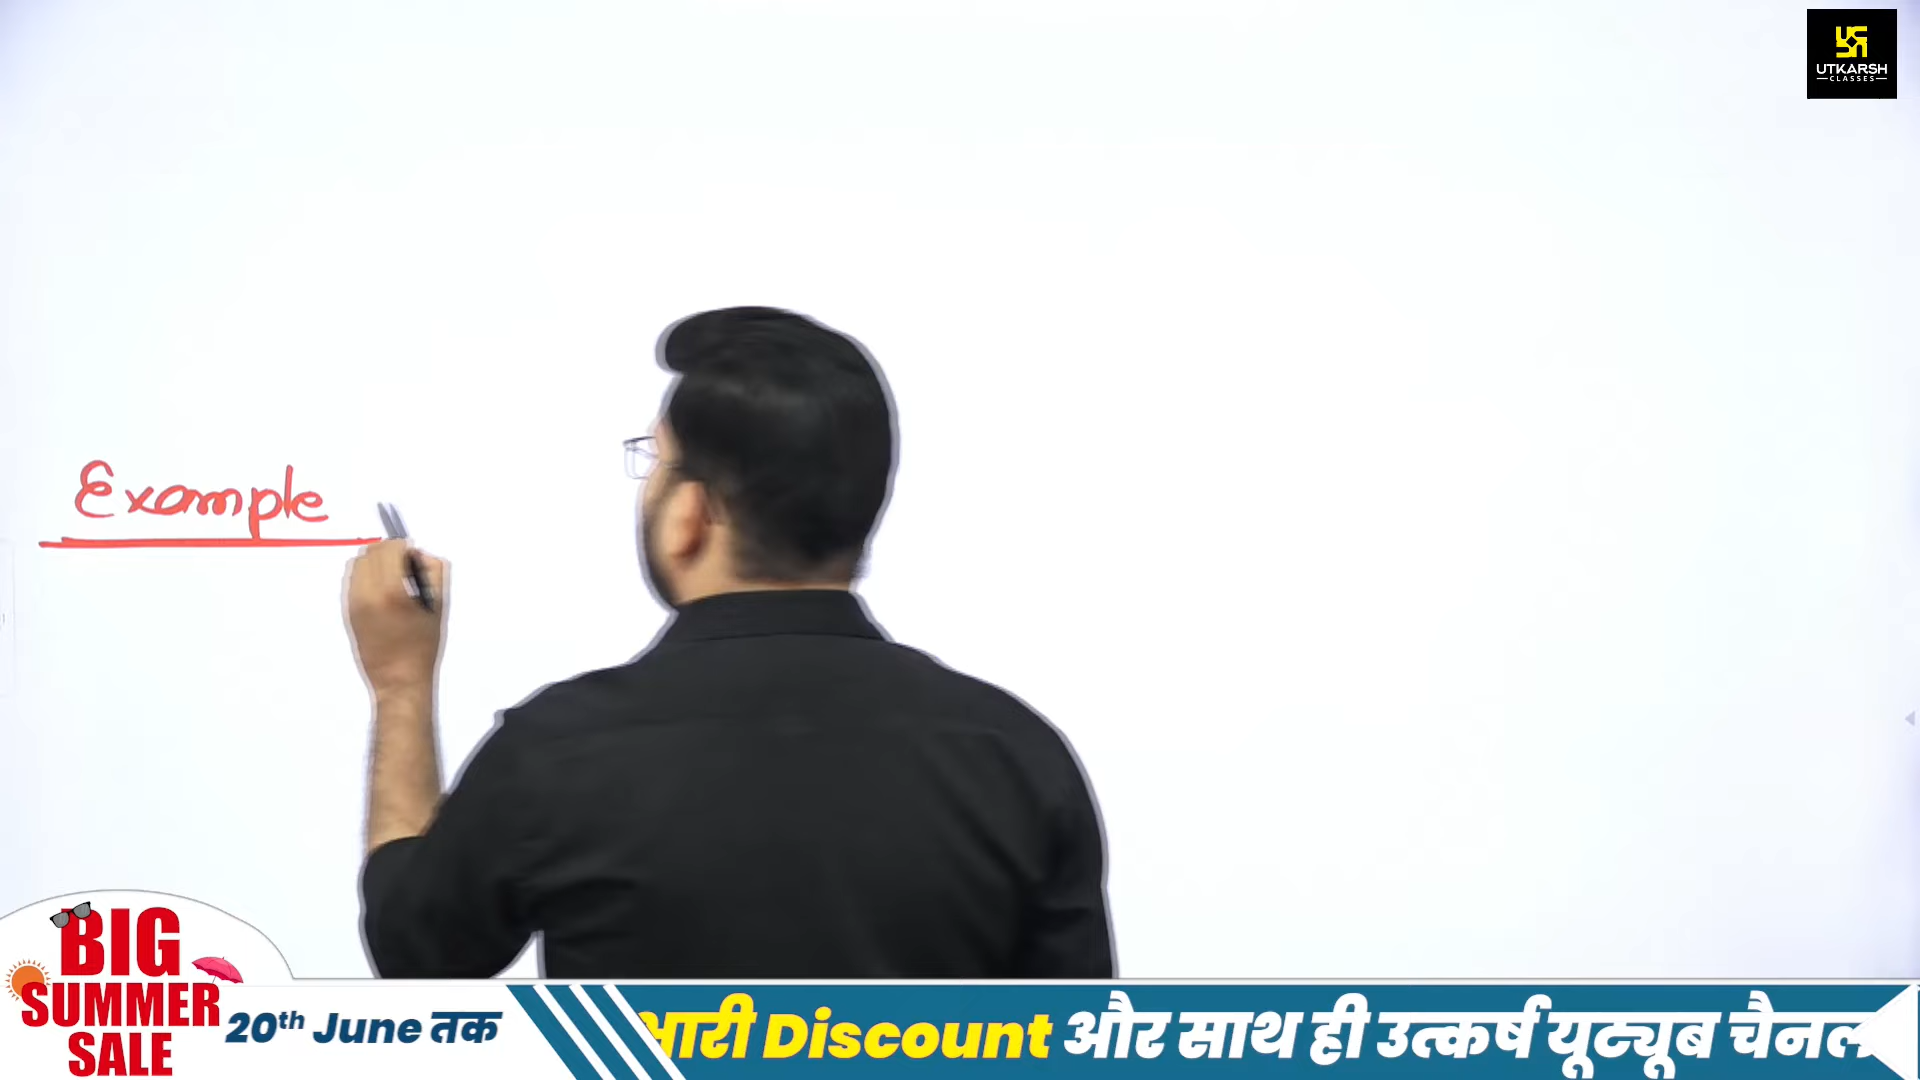 UTKARSH
CLASSES
Example
BIG
SUMMER
SALE
20th June तक
भारी Discount और साथ ही उत्कर्ष यूट्यूब चैनल